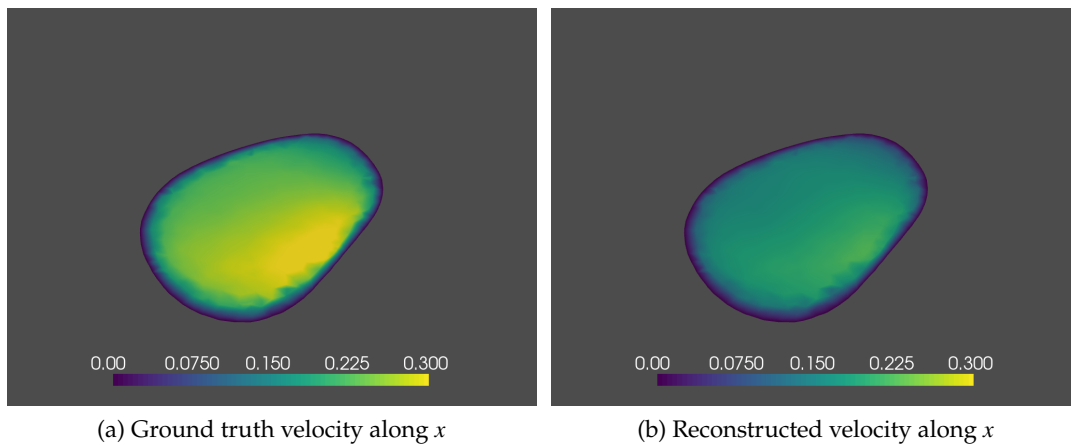 0.00 0.0750 0.150 0.225 0.300
0.00 0.0750 0.150 0.225 0.300
(a) Ground truth velocity along x
(b) Reconstructed velocity along x